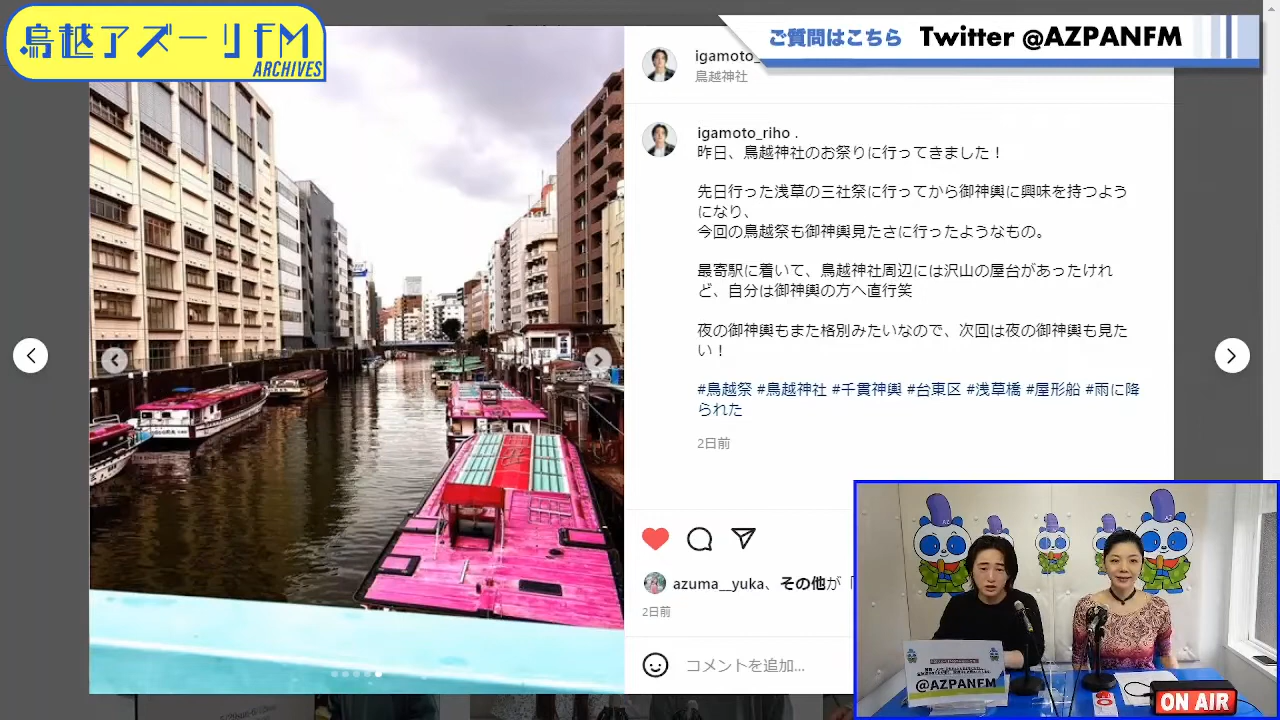 鳥越アズーリFM
ARCHIVES
ご質問はこちら Twitter @AZPANFM
igamoto_
鳥越神社
igamoto_riho .
昨日、鳥越神社のお祭りに行ってきました！
先日行った浅草の三社祭に行ってから御神輿に興味を持つよう
になり、
今回の鳥越祭も御神輿見たさに行ったようなもの。
最寄駅に着いて、鳥越神社周辺には沢山の屋台があったけれ
ど、自分は御神輿の方へ直行笑
夜の御神輿もまた格別みたいなので、次回は夜の御神輿も見た
い！
#鳥越祭 #鳥越神社 #千貫神輿 #台東区 #浅草橋 #屋形船 #雨に降
られた
2日前
azuma__yuka、その他が
2日前
コメントを追加...
@AZPANFM
ON AIR